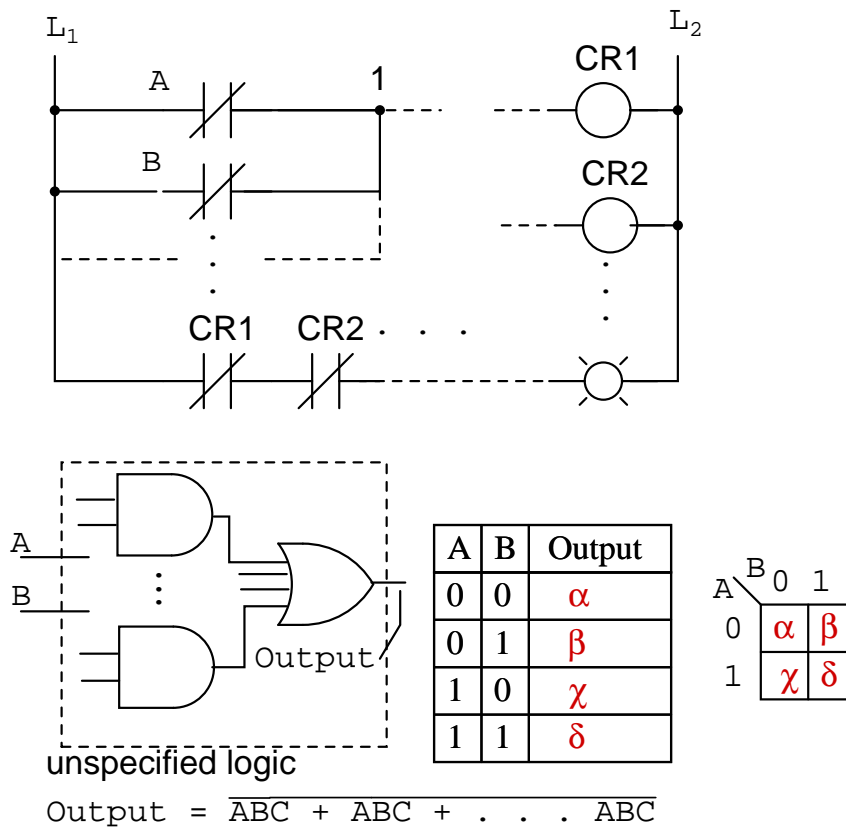 L₁ L₂
CR1
A 1
B
CR2
CR1 CR2
A
B
Output
unspecified logic
A B Output
0 0 α
0 1 β
1 0 χ
1 1 δ
B 0 1
A
0 α β
1 χ δ
Output = \overline{ABC + ABC + . . . ABC}